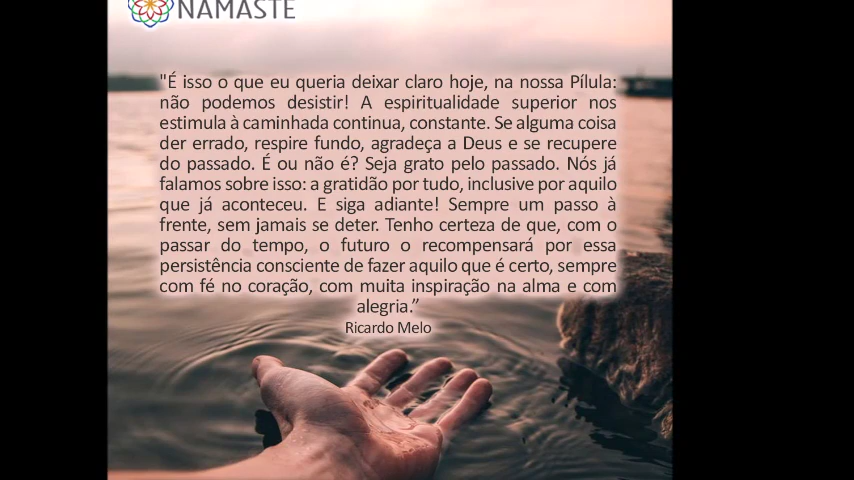 NAMASTE
"É isso o que eu queria deixar claro hoje, na nossa Pílula:
não podemos desistir! A espiritualidade superior nos
estimula à caminhada continua, constante. Se alguma coisa
der errado, respire fundo, agradeça a Deus e se recupere
do passado. É ou não é? Seja grato pelo passado. Nós já
falamos sobre isso: a gratidão por tudo, inclusive por aquilo
que já aconteceu. E siga adiante! Sempre um passo à
frente, sem jamais se deter. Tenho certeza de que, com o
passar do tempo, o futuro o recompensará por essa
persistência consciente de fazer aquilo que é certo, sempre
com fé no coração, com muita inspiração na alma e com
alegria.”
Ricardo Melo